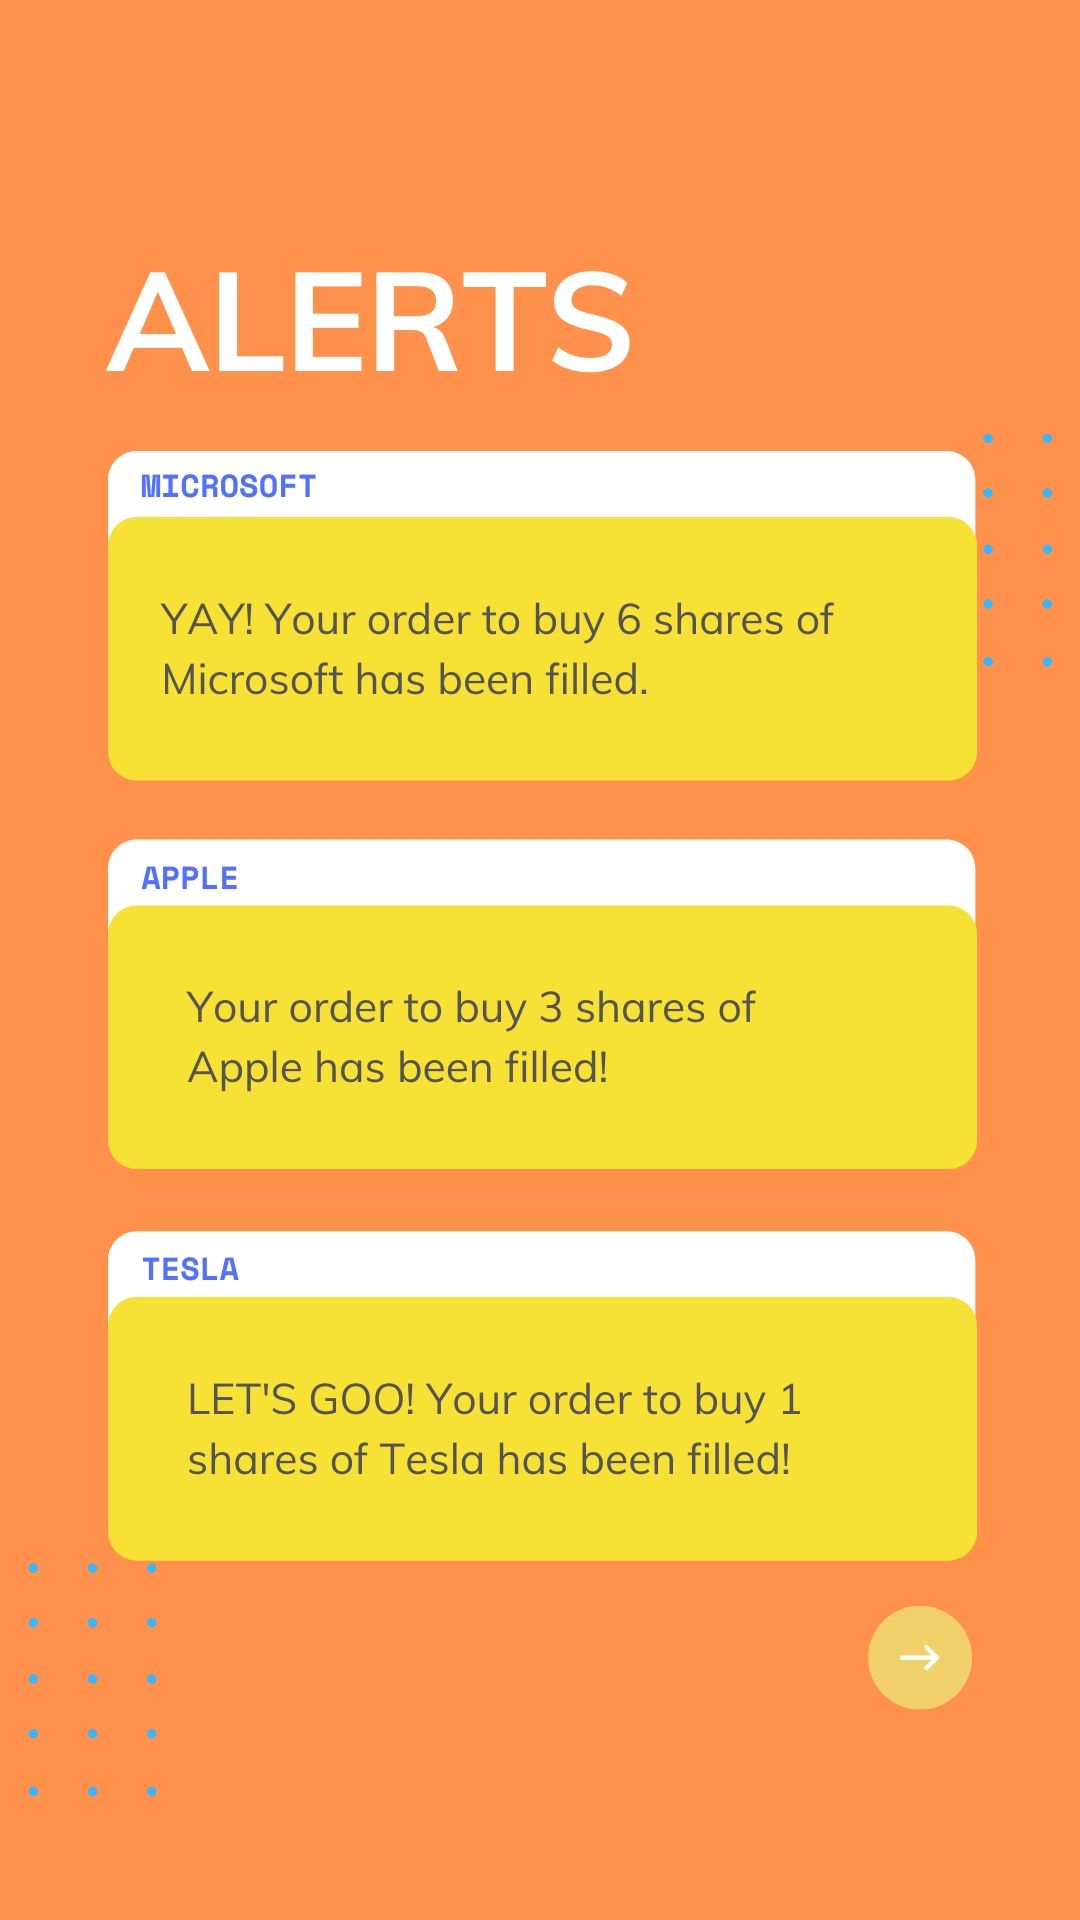 ALERTS
MICROSOFT
YAY! Your order to buy 6 shares of
Microsoft has been filled.
APPLE
Your order to buy 3 shares of
Apple has been filled!
TESLA
LET'S GOO! Your order to buy 1
shares of Tesla has been filled!